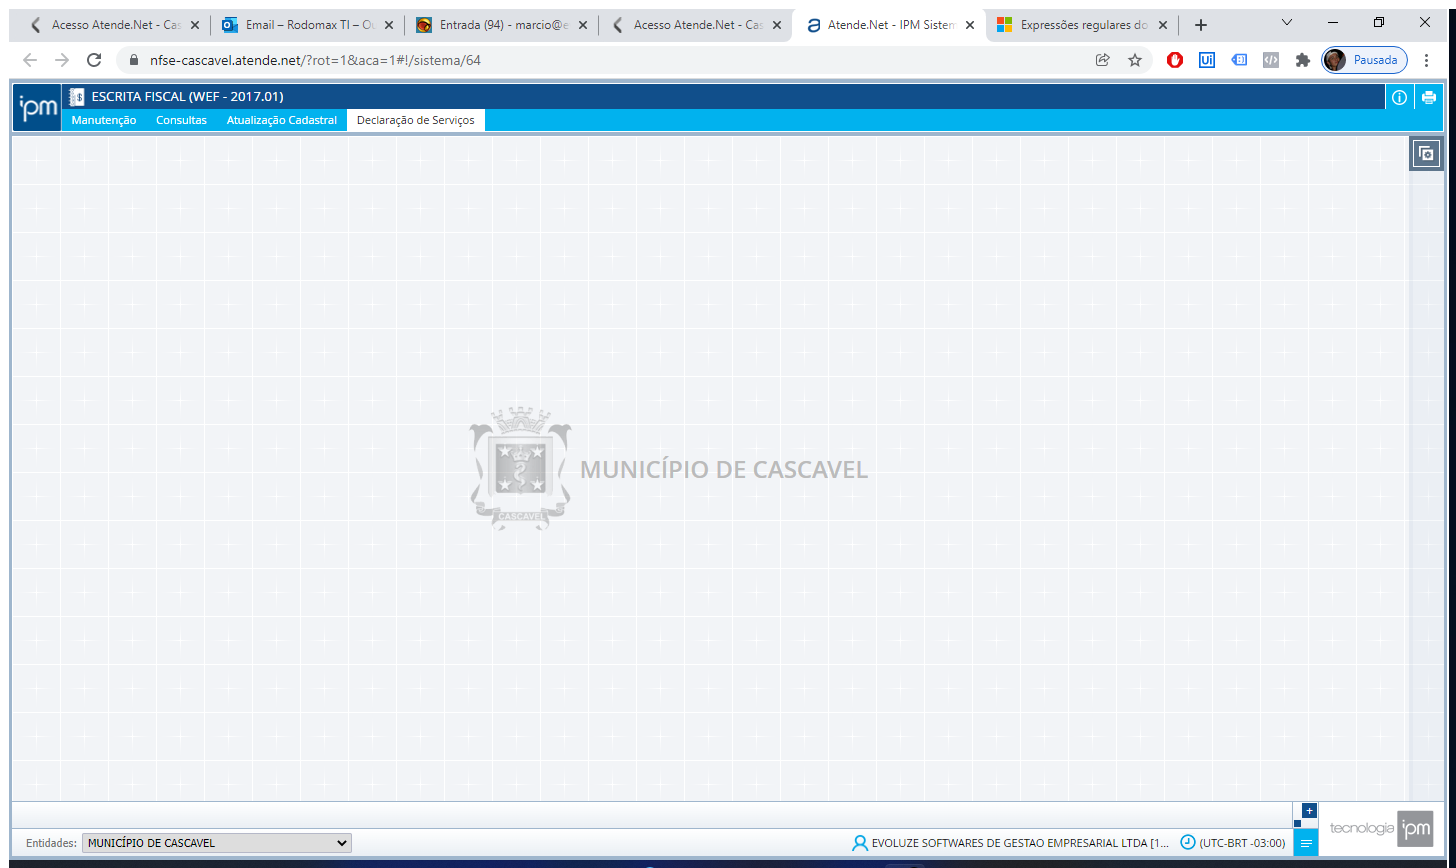 Acesso Atende.Net - Cas
Email – Rodomax TI – Ou
Entrada (94) - marcio@e
Acesso Atende.Net - Cas
Atende.Net - IPM Sistem
Expressões regulares do
nfse-cascavel.atende.net/?rot=1&aca=1#!/sistema/64
Ui
Pausada
ipm
ESCRITA FISCAL (WEF - 2017.01)
Manutenção Consultas Atualização Cadastral Declaração de Serviços
CASCAVEL
MUNICÍPIO DE CASCAVEL
Entidades: MUNICÍPIO DE CASCAVEL
EVOLUZE SOFTWARES DE GESTAO EMPRESARIAL LTDA [1...
(UTC-BRT -03:00)
tecnologia ipm